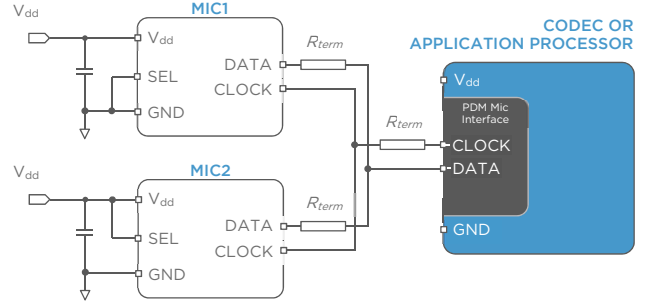 MIC1
Vdd
Vdd
SEL
GND
DATA
CLOCK
Rterm
CODEC OR
APPLICATION PROCESSOR
Vdd
PDM Mic
Interface
Rterm
CLOCK
DATA
GND
MIC2
Vdd
Vdd
SEL
GND
DATA
CLOCK
Rterm